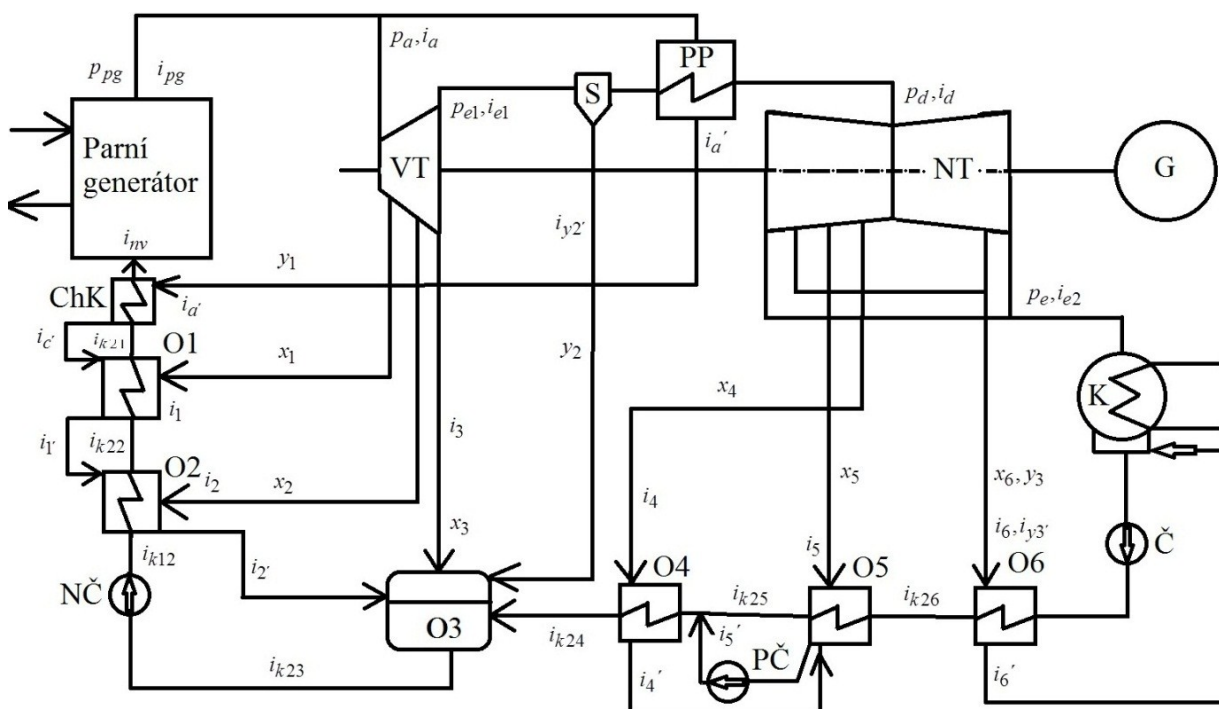 p_a, i_a
PP
p_pg
i_pg
S
p_e1, i_e1
p_d, i_d
i_a′
Parní
generátor
VT
NT
G
i_nv
i_y2′
y_1
ChK
i_a′
p_e, i_e2
i_c′
i_k21
O1
x_1
y_2
x_4
K
i_1
i_1′
i_k22
i_3
O2
i_2
x_2
x_5
x_6, y_3
x_3
i_4
i_6, i_y3′
i_k12
i_5
Č
i_2′
O4
O5
O6
NČ
i_k25
i_k26
O3
i_k24
i_5′
PČ
i_k23
i_4′
i_6′